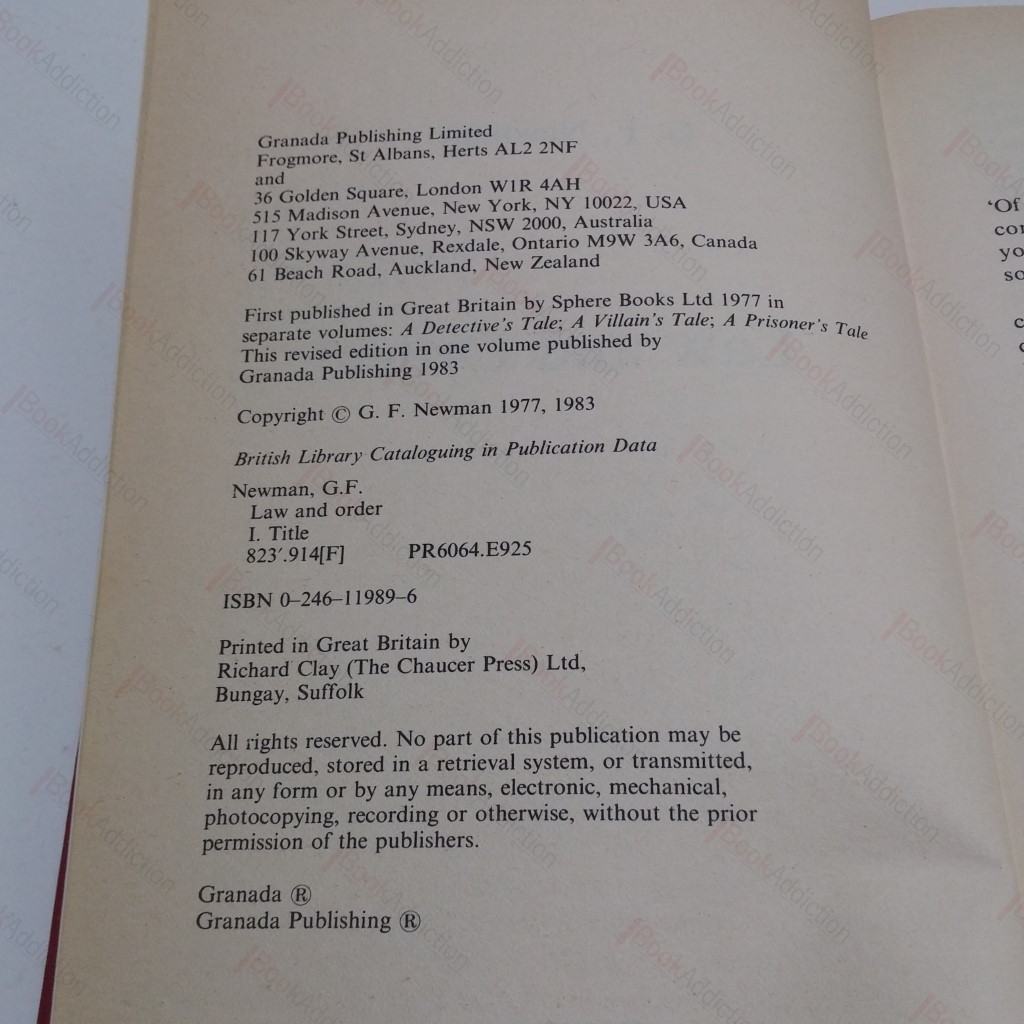 Granada Publishing Limited
Frogmore, St Albans, Herts AL2 2NF
and
36 Golden Square, London W1R 4AH
515 Madison Avenue, New York, NY 10022, USA
117 York Street, Sydney, NSW 2000, Australia
100 Skyway Avenue, Rexdale, Ontario M9W 3A6, Canada
61 Beach Road, Auckland, New Zealand
First published in Great Britain by Sphere Books Ltd 1977 in
separate volumes: A Detective's Tale; A Villain's Tale; A Prisoner's Tale
This revised edition in one volume published by
Granada Publishing 1983
Copyright © G. F. Newman 1977, 1983
British Library Cataloguing in Publication Data
Newman, G.F.
Law and order
I. Title
823′.914[F] PR6064.E925
ISBN 0–246–11989–6
Printed in Great Britain by
Richard Clay (The Chaucer Press) Ltd,
Bungay, Suffolk
All rights reserved. No part of this publication may be
reproduced, stored in a retrieval system, or transmitted,
in any form or by any means, electronic, mechanical,
photocopying, recording or otherwise, without the prior
permission of the publishers.
Granada ®
Granada Publishing ®
‘Of
BookAddiction